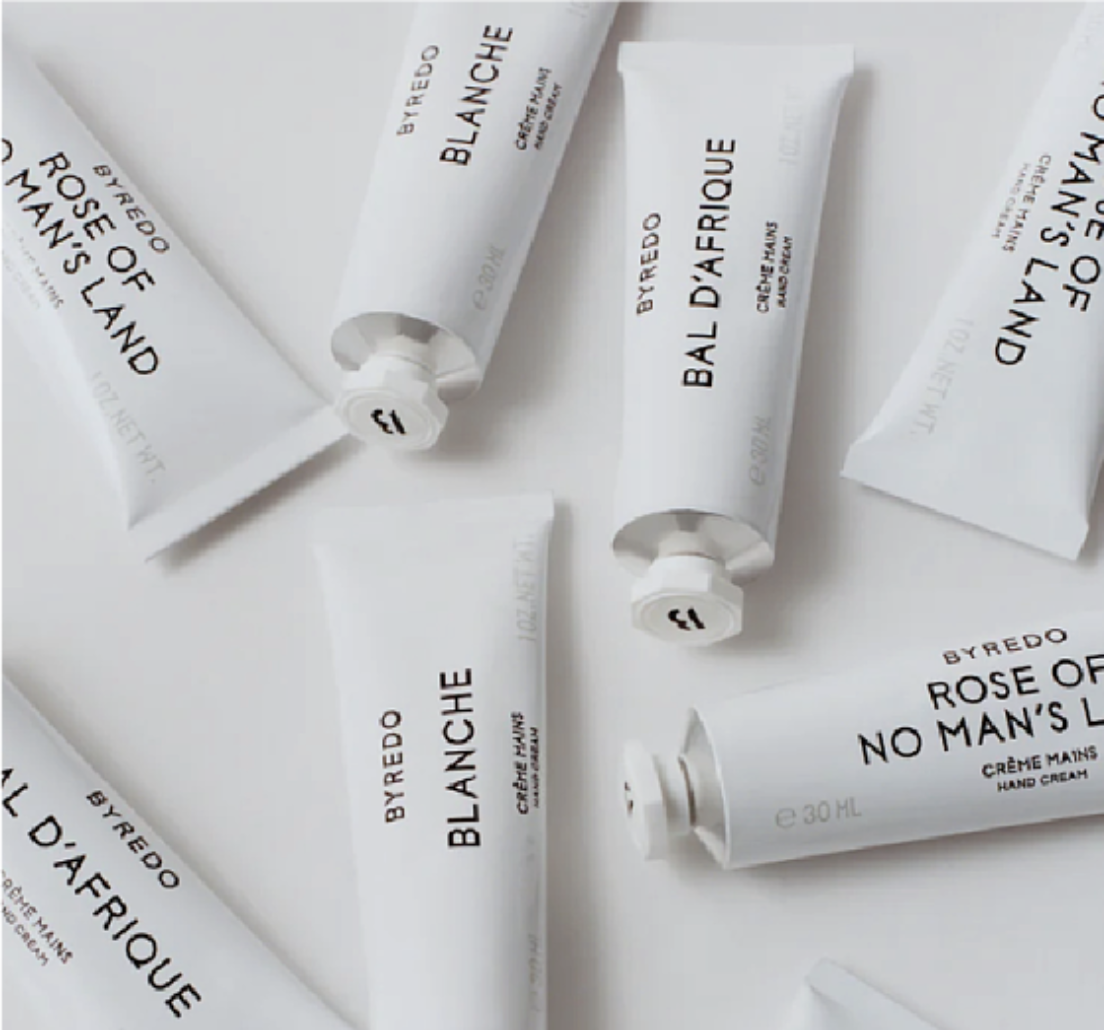 BYREDO
BLANCHE
CRÈME MAINS
HAND CREAM
e 30 ML
BYREDO
BAL D'AFRIQUE
CRÈME MAINS
HAND CREAM
1 OZ. NET WT.
e 30 ML
BYREDO
ROSE OF
MAN'S LAND
MAINS
1 OZ. NET WT.
OF
MAN'S LAND
CRÈME MAINS
HAND CREAM
1 OZ. NET WT.
BYREDO
BLANCHE
CRÈME MAINS
HAND CREAM
1 OZ. NET WT.
BYREDO
ROSE OF
NO MAN'S L
CRÈME MAINS
HAND CREAM
e 30 ML
BYREDO
AL D'AFRIQUE
CRÈME MAINS
HAND CREAM